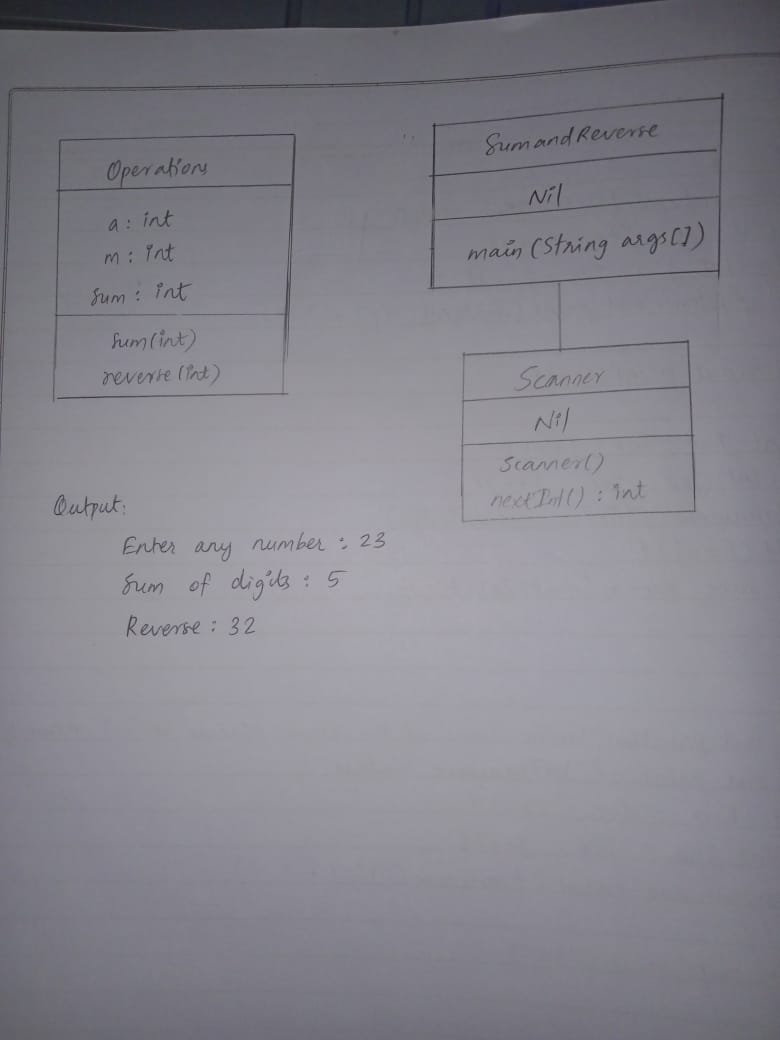 Operations
a : int
m : int
sum : int
sum(int)
reverse(int)
SumandReverse
Nil
main (String args[])
Scanner
Nil
Scanner()
nextInt() : int
Output:
Enter any number : 23
Sum of digits : 5
Reverse : 32